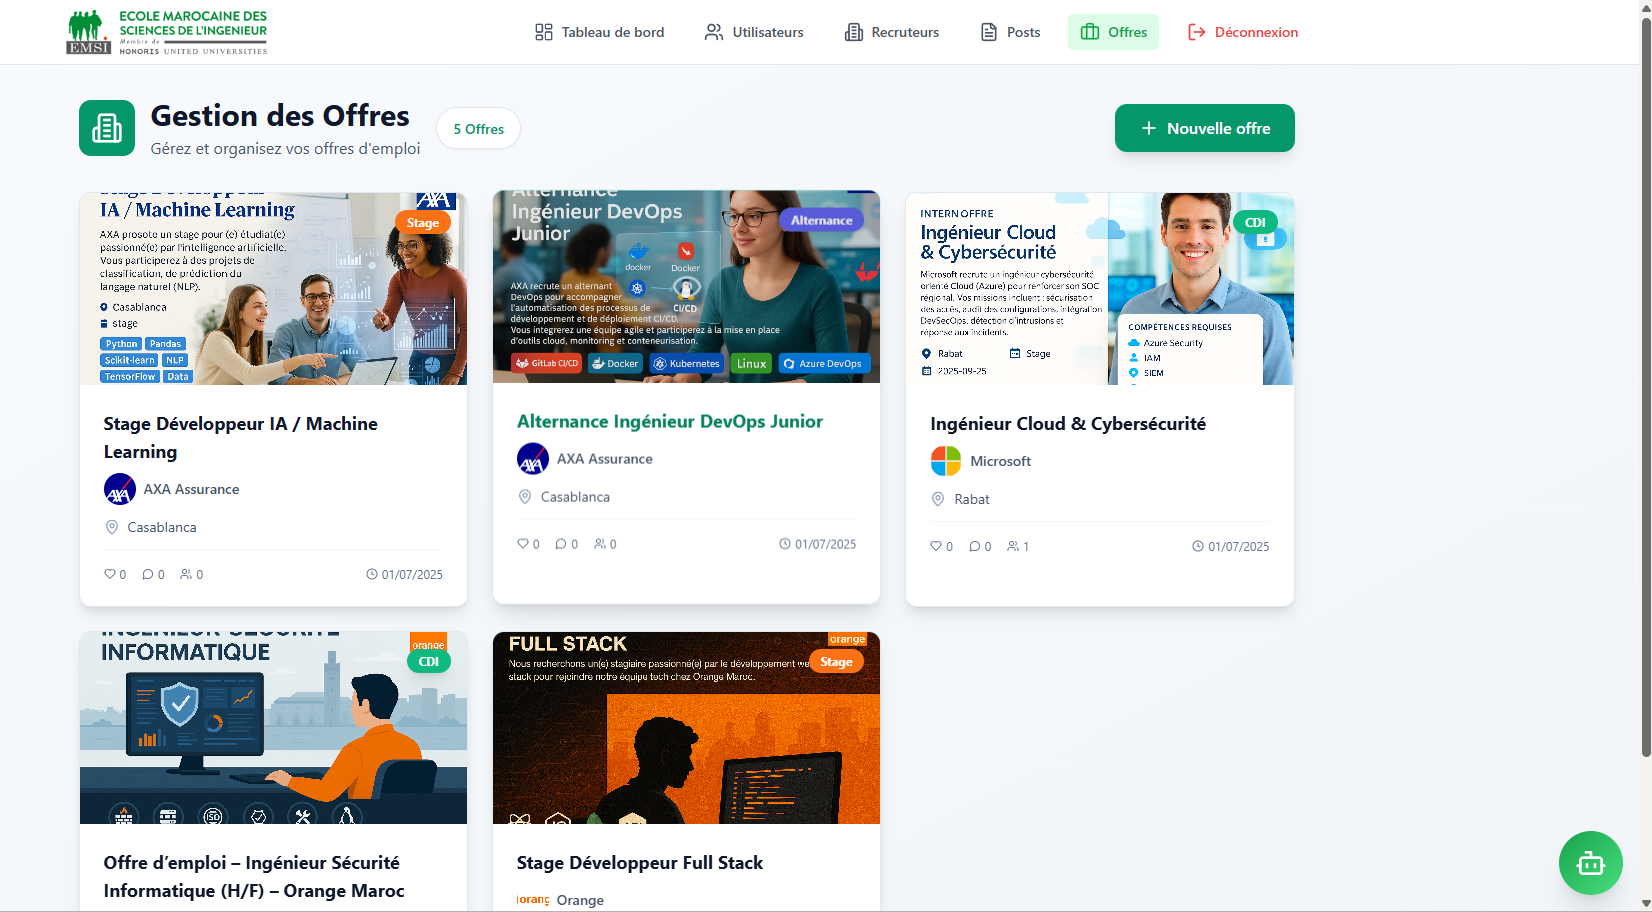 ECOLE MAROCAINE DES
SCIENCES DE L'INGENIEUR
Membre de
HONORIS UNITED UNIVERSITIES
EMSI
Tableau de bord
Utilisateurs
Recruteurs
Posts
Offres
Déconnexion
Gestion des Offres
5 Offres
Gérez et organisez vos offres d'emploi
Nouvelle offre
IA / Machine Learning
AXA
Stage
AXA prosote un stage pour (e) étudiat(e)
passionné(e) par l'intelligence artificielle.
Vous participerez à des projets de
classification, de prédiction du
langage naturel (NLP).
Casablanca
stage
Python
Pandas
Scikit-learn
NLP
TensorFlow
Data
Stage Développeur IA / Machine
Learning
AXA
AXA Assurance
Casablanca
0
0
0
01/07/2025
Alternance
Ingénieur DevOps
Junior
Alternance
docker
Docker
CI/CD
AXA recrute un alternant
DevOps pour accompagner
l'automatisation des processus de
développement et de déploiement CI/CD.
Vous integrerez une équipe agile et participerez à la mise en place
d'outils cloud, monitoring et conteneurisation.
GitLab CI/CD
Docker
Kubernetes
Linux
Azure DevOps
Alternance Ingénieur DevOps Junior
AXA
AXA Assurance
Casablanca
0
0
0
01/07/2025
INTERN OFFRE
Ingénieur Cloud
& Cybersécurité
CDI
Microsoft recrute un ingénieur cybersécurité
orienté Cloud (Azure) pour renforcer son SOC
régional. Vos missions incluent : sécurisation
des accès, audit des configurations, intégration
DevSecOps, détection d'intrusions et
réponse aux incidents.
Rabat
Stage
2025-09-25
COMPÉTENCES REQUISES
Azure Security
IAM
SIEM
Ingénieur Cloud & Cybersécurité
Microsoft
Rabat
0
0
1
01/07/2025
INGÉNIEUR SÉCURITÉ
INFORMATIQUE
orange
CDI
ISO
Offre d’emploi – Ingénieur Sécurité
Informatique (H/F) – Orange Maroc
FULL STACK
orange
Nous recherchons un(e) stagiaire passionné(e) par le développement we
stack pour rejoindre notre équipe tech chez Orange Maroc.
Stage
Stage Développeur Full Stack
orang
Orange